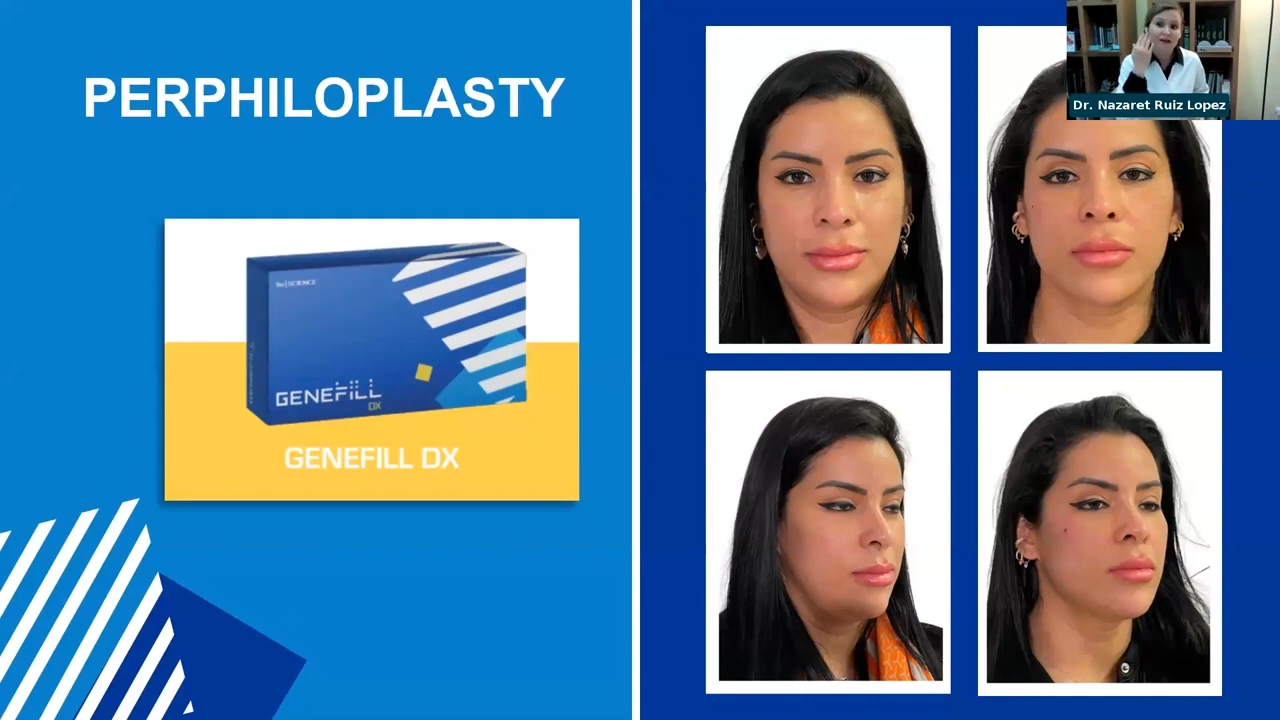 PERPHILOPLASTY
Bio|SCIENCE
GENEFILL
DX
GENEFILL DX
Dr. Nazaret Ruiz Lopez